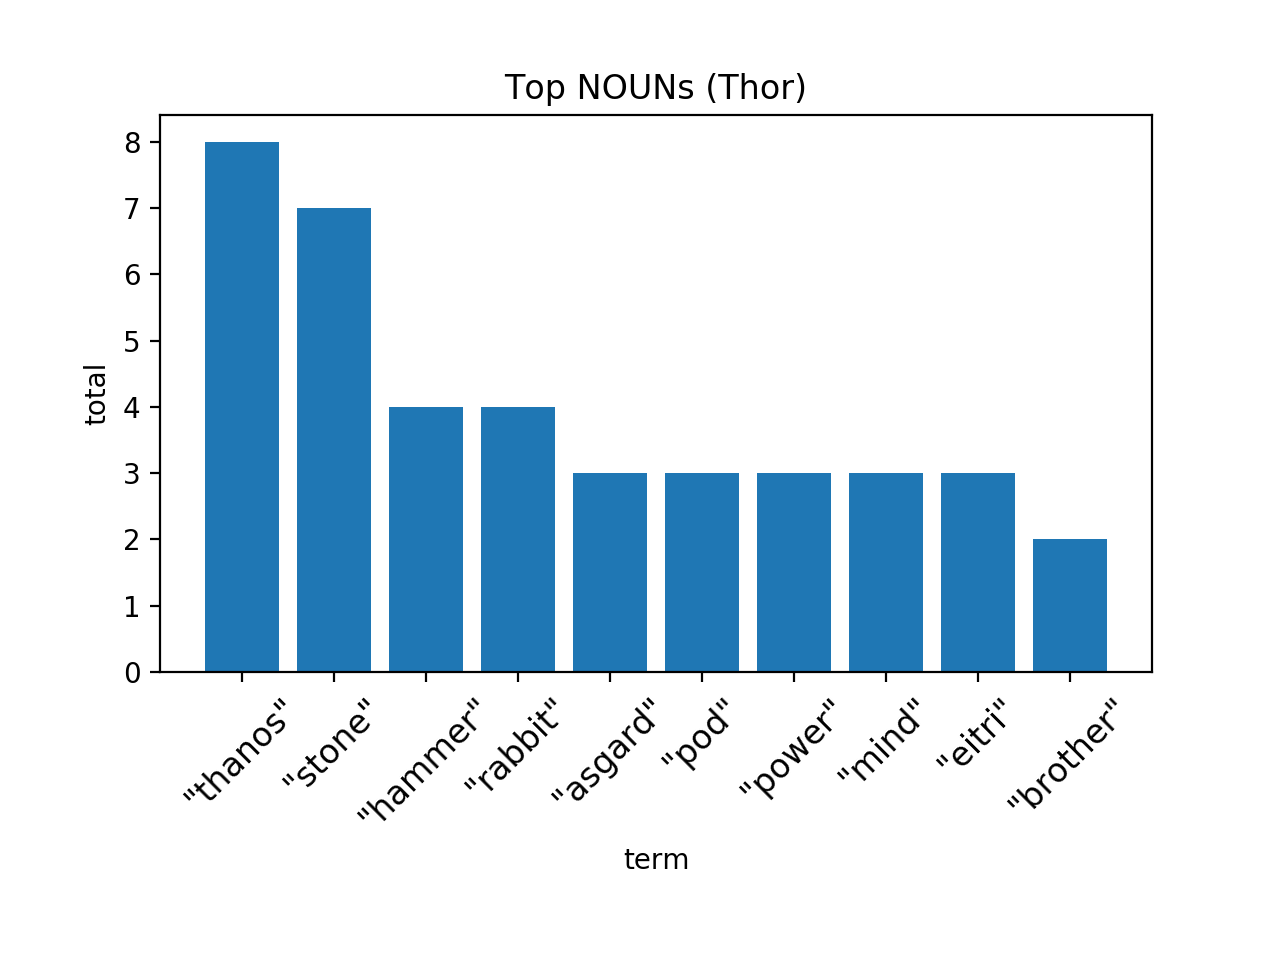 Top NOUNs (Thor)
8
7
6
5
4
3
2
1
0
total
"thanos"
"stone"
"hammer"
"rabbit"
"asgard"
"pod"
"power"
"mind"
"eitri"
"brother"
term